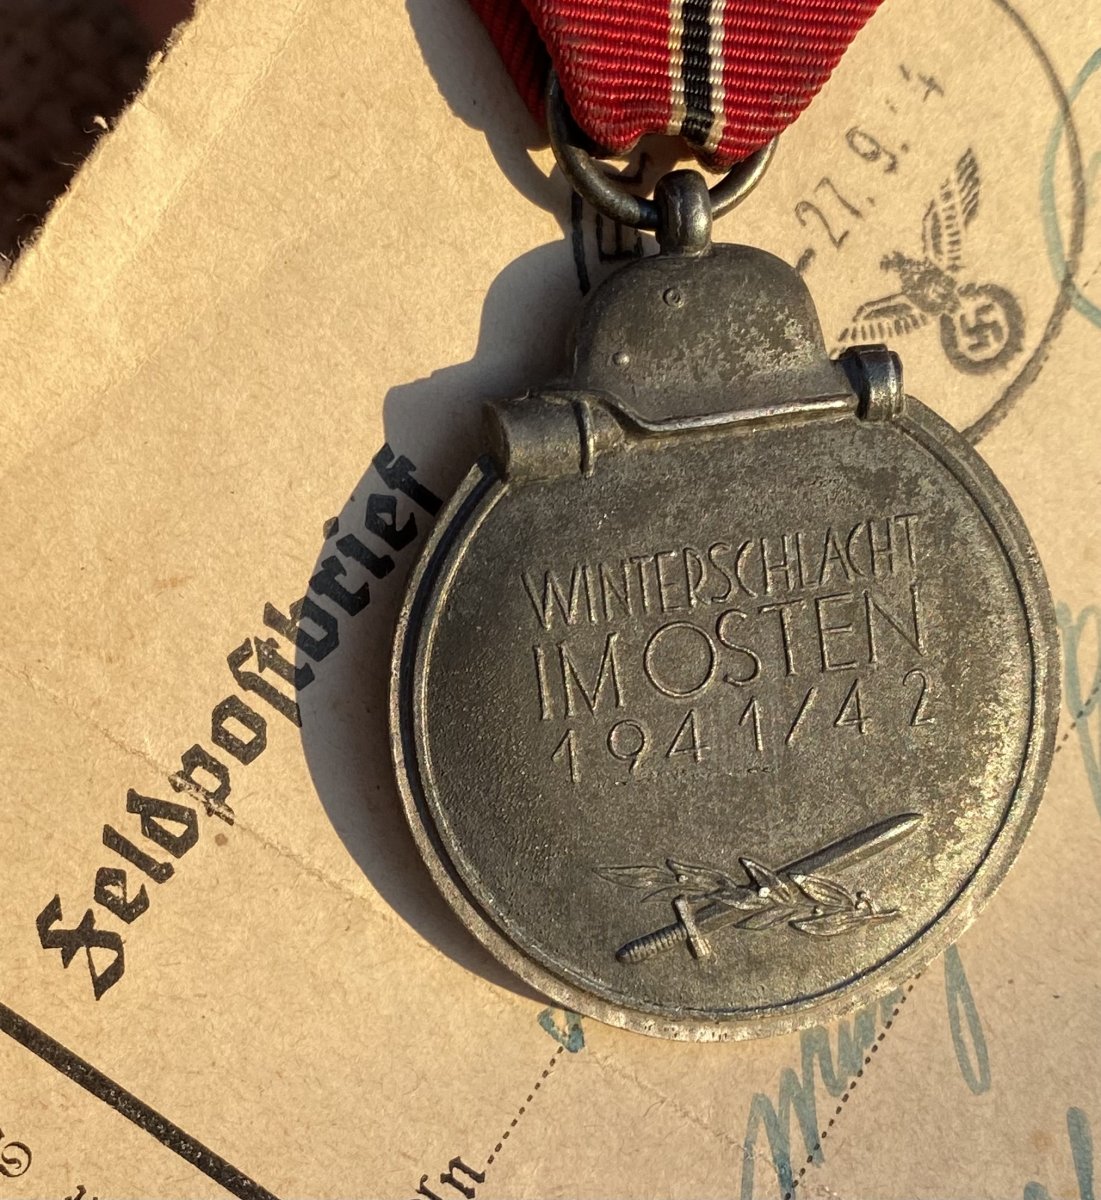 27.9.4
WINTERSCHLACHT
IM OSTEN
1941/42
Feldpoſtbrief